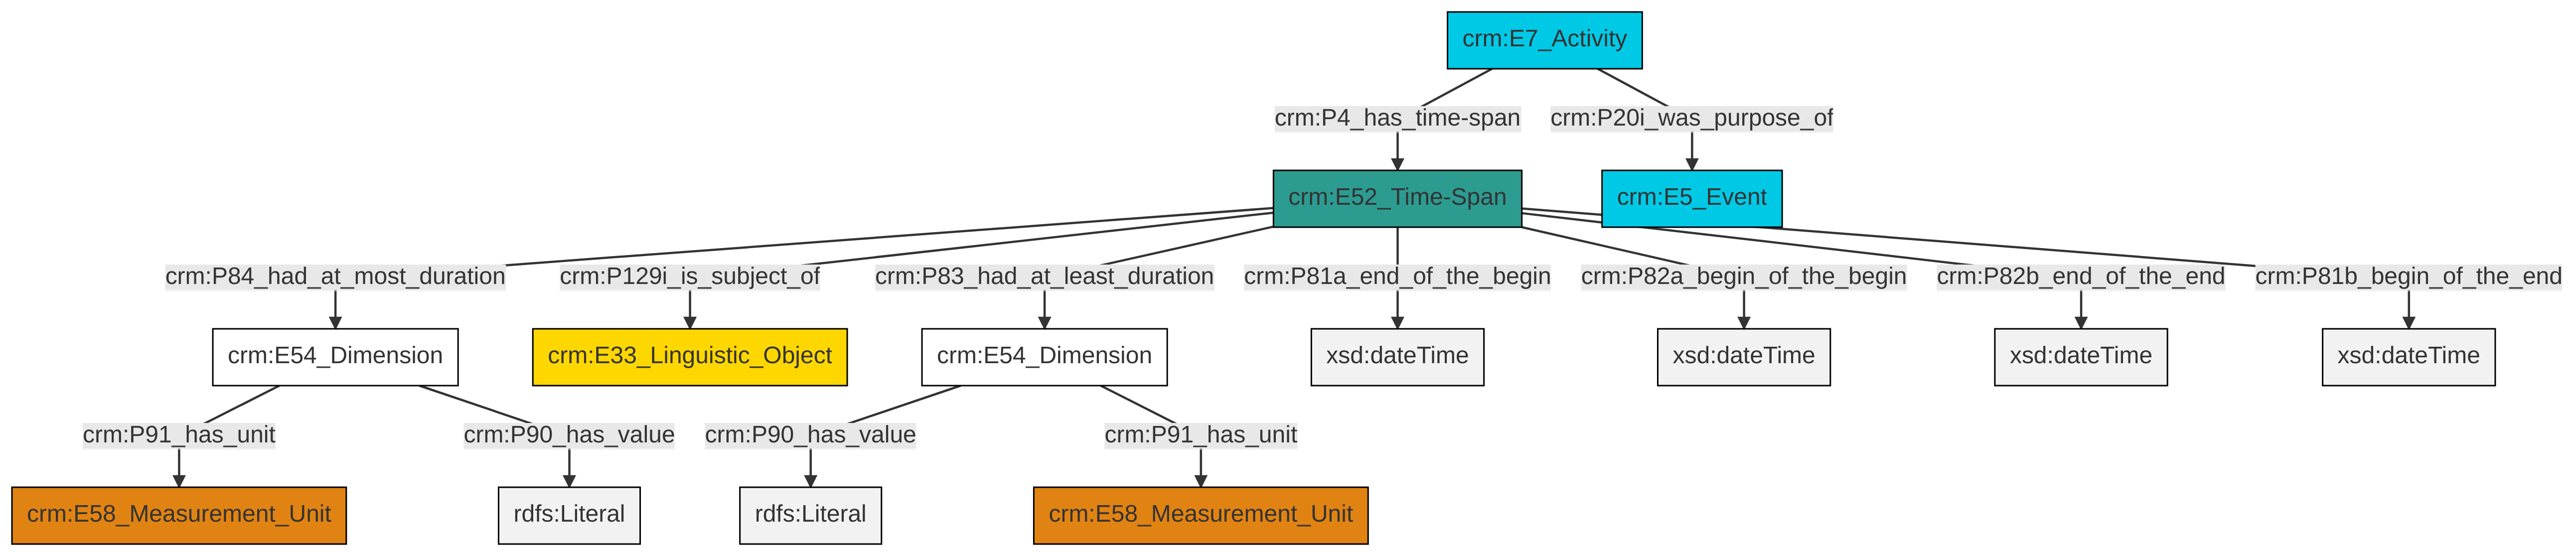 crm:E7_Activity
crm:P4_has_time-span
crm:P20i_was_purpose_of
crm:E52_Time-Span
crm:E5_Event
crm:P84_had_at_most_duration
crm:P129i_is_subject_of
crm:P83_had_at_least_duration
crm:P81a_end_of_the_begin
crm:P82a_begin_of_the_begin
crm:P82b_end_of_the_end
crm:P81b_begin_of_the_end
crm:E54_Dimension
crm:E33_Linguistic_Object
crm:E54_Dimension
xsd:dateTime
xsd:dateTime
xsd:dateTime
xsd:dateTime
crm:P91_has_unit
crm:P90_has_value
crm:P90_has_value
crm:P91_has_unit
crm:E58_Measurement_Unit
rdfs:Literal
rdfs:Literal
crm:E58_Measurement_Unit